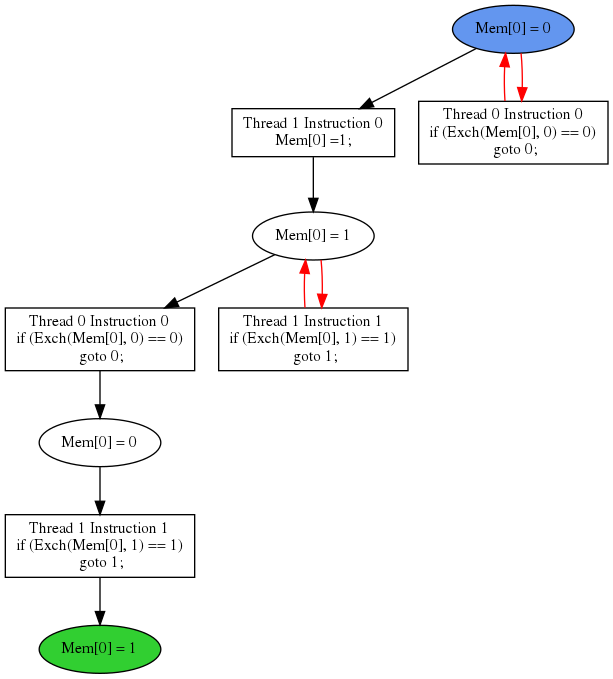 Mem[0] = 0
Thread 0 Instruction 0
if (Exch(Mem[0], 0) == 0)
goto 0;
Thread 1 Instruction 0
Mem[0] =1;
Mem[0] = 1
Thread 0 Instruction 0
if (Exch(Mem[0], 0) == 0)
goto 0;
Thread 1 Instruction 1
if (Exch(Mem[0], 1) == 1)
goto 1;
Mem[0] = 0
Thread 1 Instruction 1
if (Exch(Mem[0], 1) == 1)
goto 1;
Mem[0] = 1